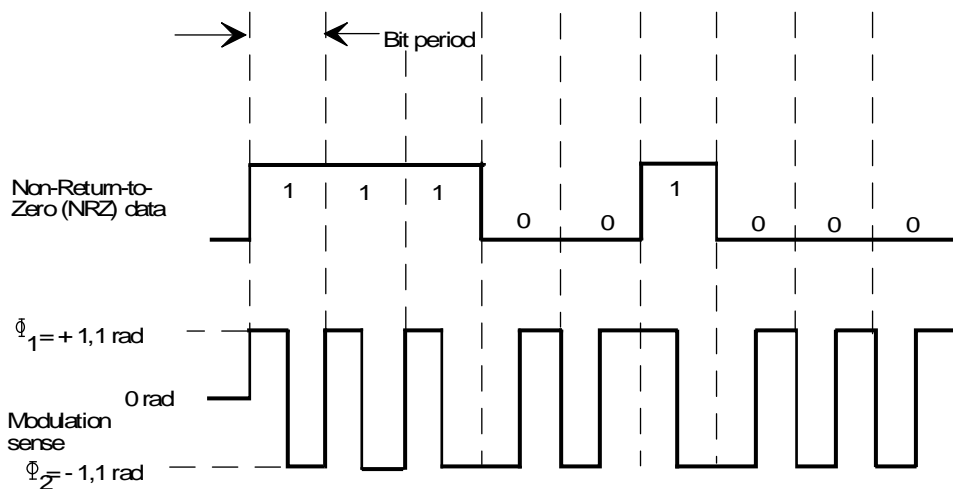 Bit period
Non-Return-to-
Zero (NRZ) data
1 1 1 0 0 1 0 0 0
Φ1= + 1,1 rad
0 rad
Modulation
sense
Φ2= - 1,1 rad